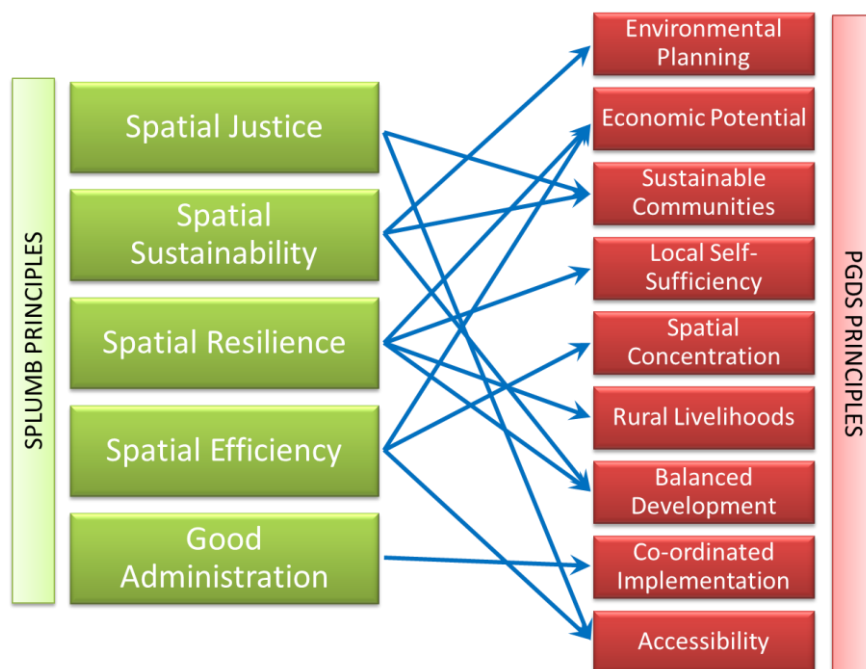 SPLUMB PRINCIPLES
Spatial Justice
Spatial
Sustainability
Spatial Resilience
Spatial Efficiency
Good
Administration
Environmental
Planning
Economic Potential
Sustainable
Communities
Local Self-
Sufficiency
Spatial
Concentration
Rural Livelihoods
Balanced
Development
Co-ordinated
Implementation
Accessibility
PGDS PRINCIPLES